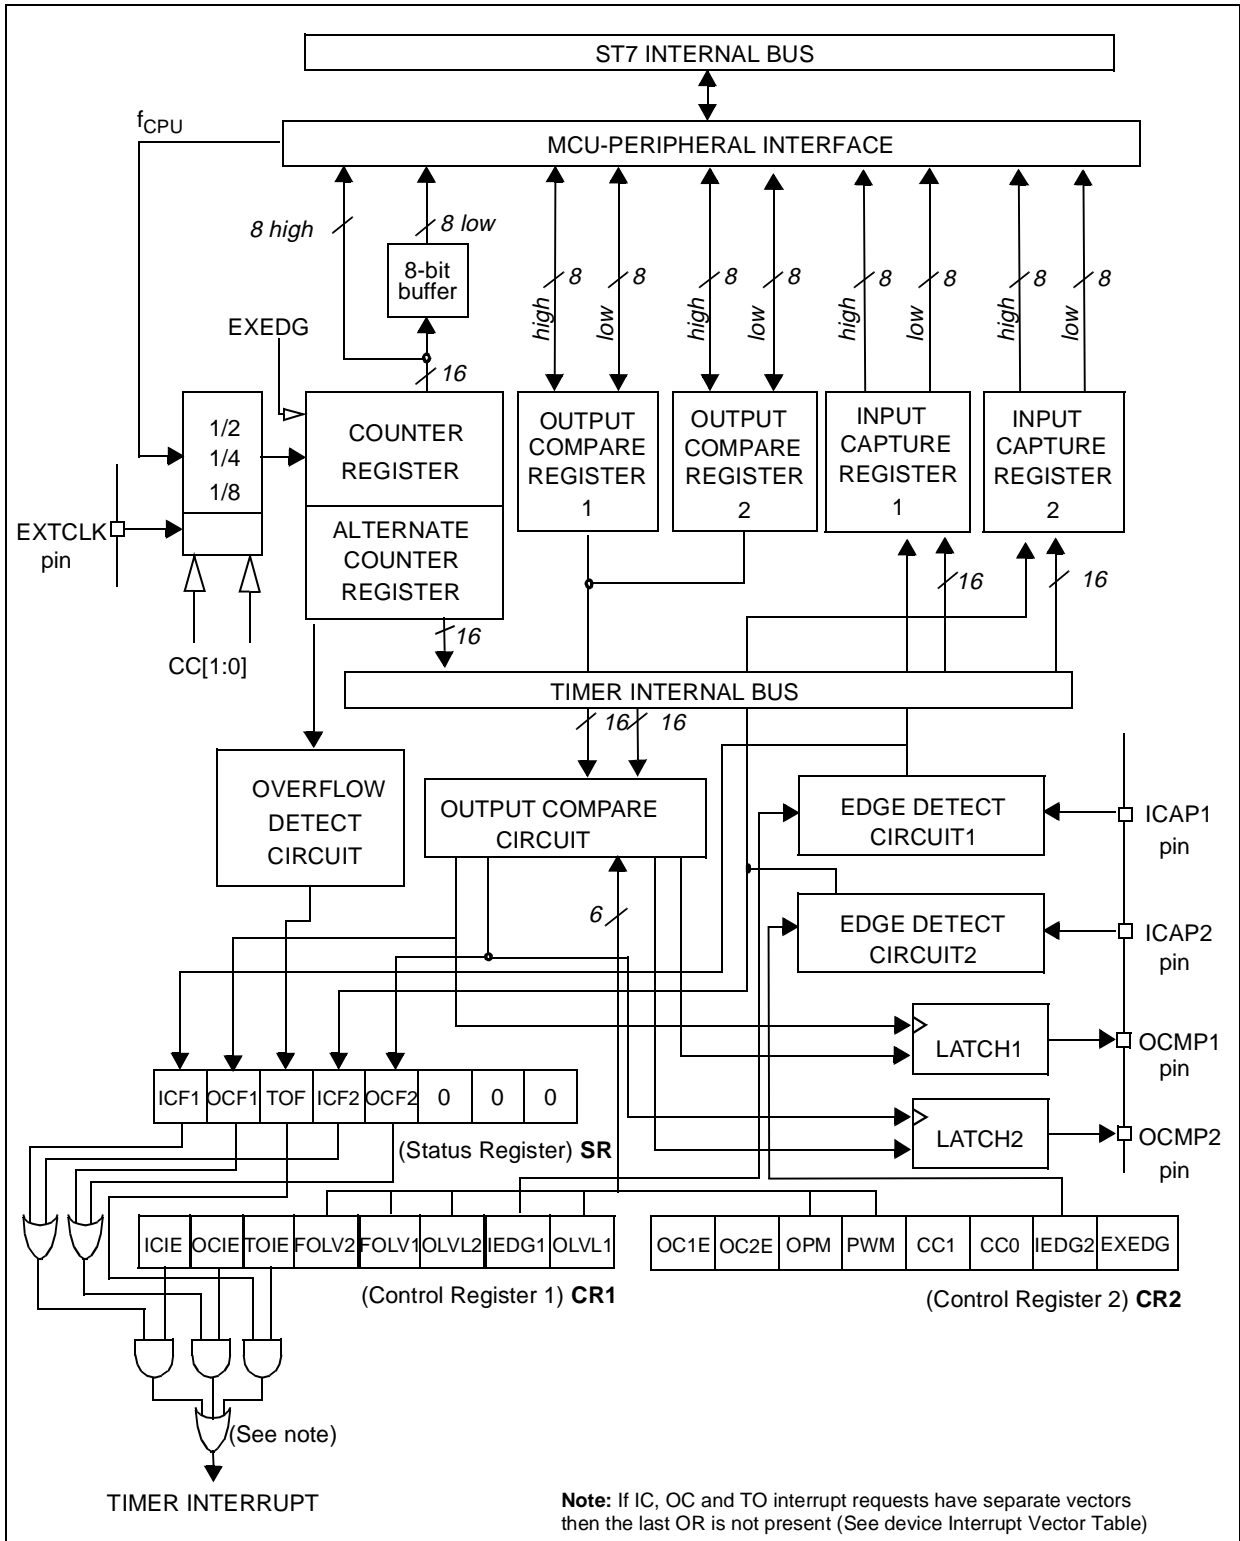 ST7 INTERNAL BUS
fCPU
MCU-PERIPHERAL INTERFACE
8 high
8 low
8-bit
buffer
8
8
8
8
8
8
8
8
high
low
high
low
high
low
high
low
EXEDG
16
1/2
1/4
1/8
COUNTER
REGISTER
OUTPUT
COMPARE
REGISTER
1
OUTPUT
COMPARE
REGISTER
2
INPUT
CAPTURE
REGISTER
1
INPUT
CAPTURE
REGISTER
2
EXTCLK
pin
ALTERNATE
COUNTER
REGISTER
16
16
16
CC[1:0]
TIMER INTERNAL BUS
16
16
OVERFLOW
DETECT
CIRCUIT
OUTPUT COMPARE
CIRCUIT
EDGE DETECT
CIRCUIT1
ICAP1
pin
6
EDGE DETECT
CIRCUIT2
ICAP2
pin
LATCH1
OCMP1
pin
ICF1 OCF1 TOF ICF2 OCF2 0 0 0
(Status Register) SR
LATCH2
OCMP2
pin
ICIE OCIE TOIE FOLV2 FOLV1 OLVL2 IEDG1 OLVL1
(Control Register 1) CR1
OC1E OC2E OPM PWM CC1 CC0 IEDG2 EXEDG
(Control Register 2) CR2
(See note)
TIMER INTERRUPT
Note: If IC, OC and TO interrupt requests have separate vectors
then the last OR is not present (See device Interrupt Vector Table)